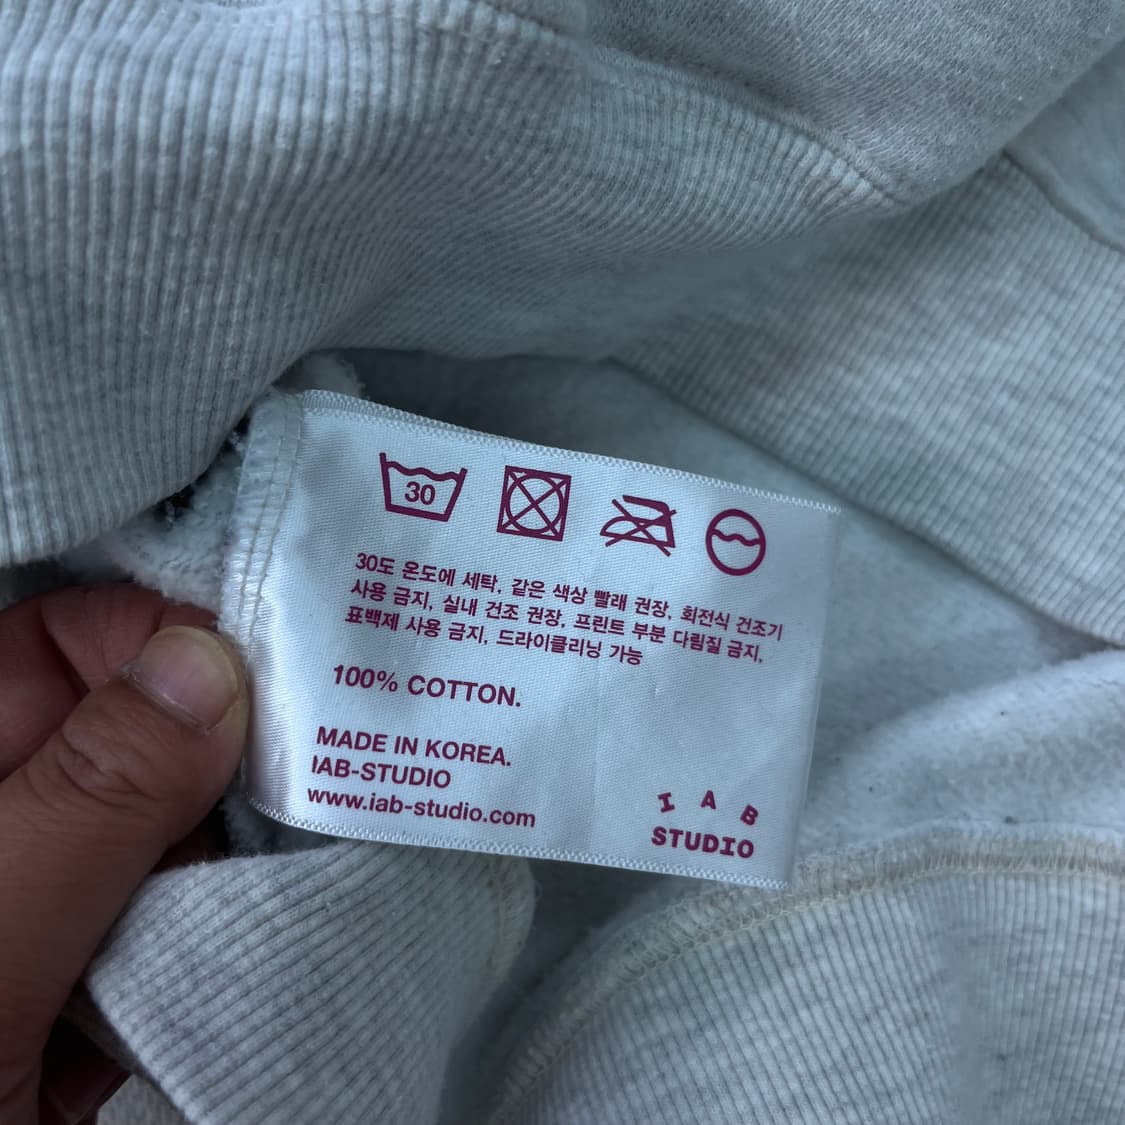 30
30도 온도에 세탁, 같은 색상 빨래 권장, 회전식 건조기
사용 금지, 실내 건조 권장, 프린트 부분 다림질 금지,
표백제 사용 금지, 드라이클리닝 가능
100% COTTON.
MADE IN KOREA.
IAB-STUDIO
www.iab-studio.com
I A B
STUDIO